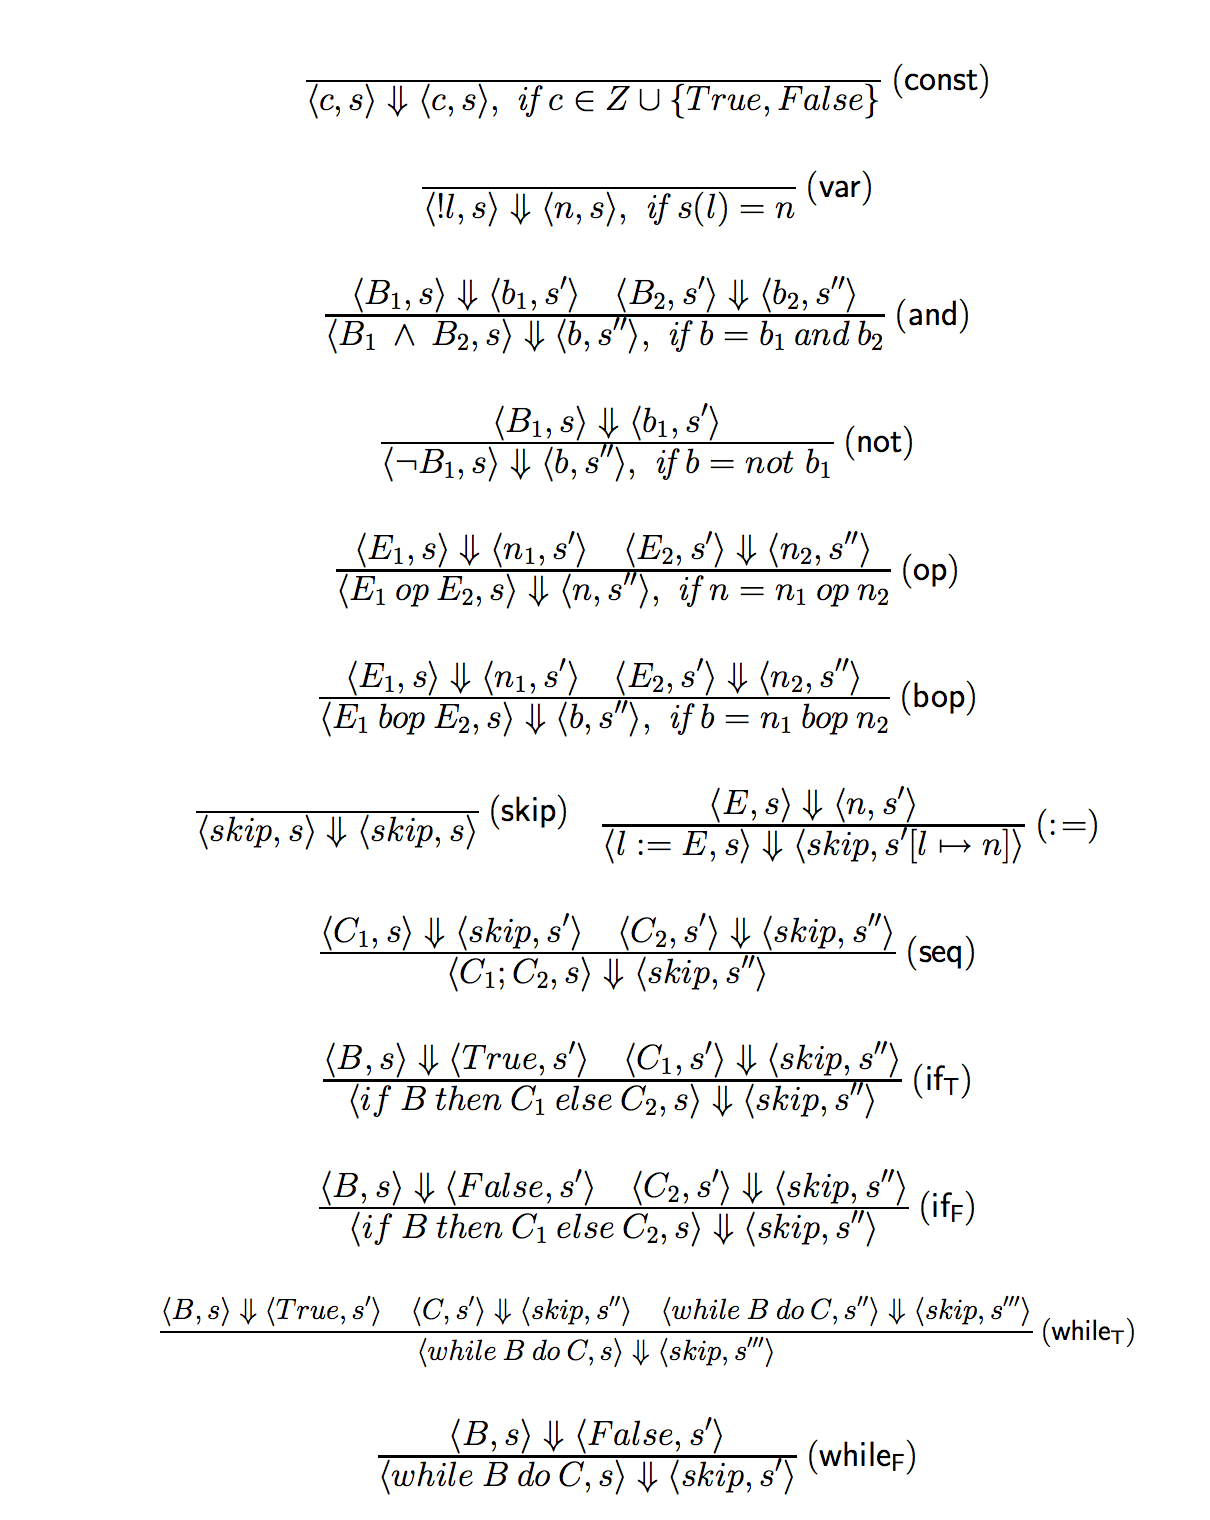 (const)
⟨c, s⟩ ⇓ ⟨c, s⟩, if c ∈ Z ∪ {True, False}
(var)
⟨!l, s⟩ ⇓ ⟨n, s⟩, if s(l) = n
⟨B₁, s⟩ ⇓ ⟨b₁, s′⟩ ⟨B₂, s′⟩ ⇓ ⟨b₂, s′′⟩
(and)
⟨B₁ ∧ B₂, s⟩ ⇓ ⟨b, s′′⟩, if b = b₁ and b₂
⟨B₁, s⟩ ⇓ ⟨b₁, s′⟩
(not)
⟨¬B₁, s⟩ ⇓ ⟨b, s′′⟩, if b = not b₁
⟨E₁, s⟩ ⇓ ⟨n₁, s′⟩ ⟨E₂, s′⟩ ⇓ ⟨n₂, s′′⟩
(op)
⟨E₁ op E₂, s⟩ ⇓ ⟨n, s′′⟩, if n = n₁ op n₂
⟨E₁, s⟩ ⇓ ⟨n₁, s′⟩ ⟨E₂, s′⟩ ⇓ ⟨n₂, s′′⟩
(bop)
⟨E₁ bop E₂, s⟩ ⇓ ⟨b, s′′⟩, if b = n₁ bop n₂
(skip)
⟨skip, s⟩ ⇓ ⟨skip, s⟩
⟨E, s⟩ ⇓ ⟨n, s′⟩
(:=)
⟨l := E, s⟩ ⇓ ⟨skip, s′[l ↦ n]⟩
⟨C₁, s⟩ ⇓ ⟨skip, s′⟩ ⟨C₂, s′⟩ ⇓ ⟨skip, s′′⟩
(seq)
⟨C₁; C₂, s⟩ ⇓ ⟨skip, s′′⟩
⟨B, s⟩ ⇓ ⟨True, s′⟩ ⟨C₁, s′⟩ ⇓ ⟨skip, s′′⟩
(if_T)
⟨if B then C₁ else C₂, s⟩ ⇓ ⟨skip, s′′⟩
⟨B, s⟩ ⇓ ⟨False, s′⟩ ⟨C₂, s′⟩ ⇓ ⟨skip, s′′⟩
(if_F)
⟨if B then C₁ else C₂, s⟩ ⇓ ⟨skip, s′′⟩
⟨B, s⟩ ⇓ ⟨True, s′⟩ ⟨C, s′⟩ ⇓ ⟨skip, s′′⟩ ⟨while B do C, s′′⟩ ⇓ ⟨skip, s′′′⟩
(while_T)
⟨while B do C, s⟩ ⇓ ⟨skip, s′′′⟩
⟨B, s⟩ ⇓ ⟨False, s′⟩
(while_F)
⟨while B do C, s⟩ ⇓ ⟨skip, s′⟩